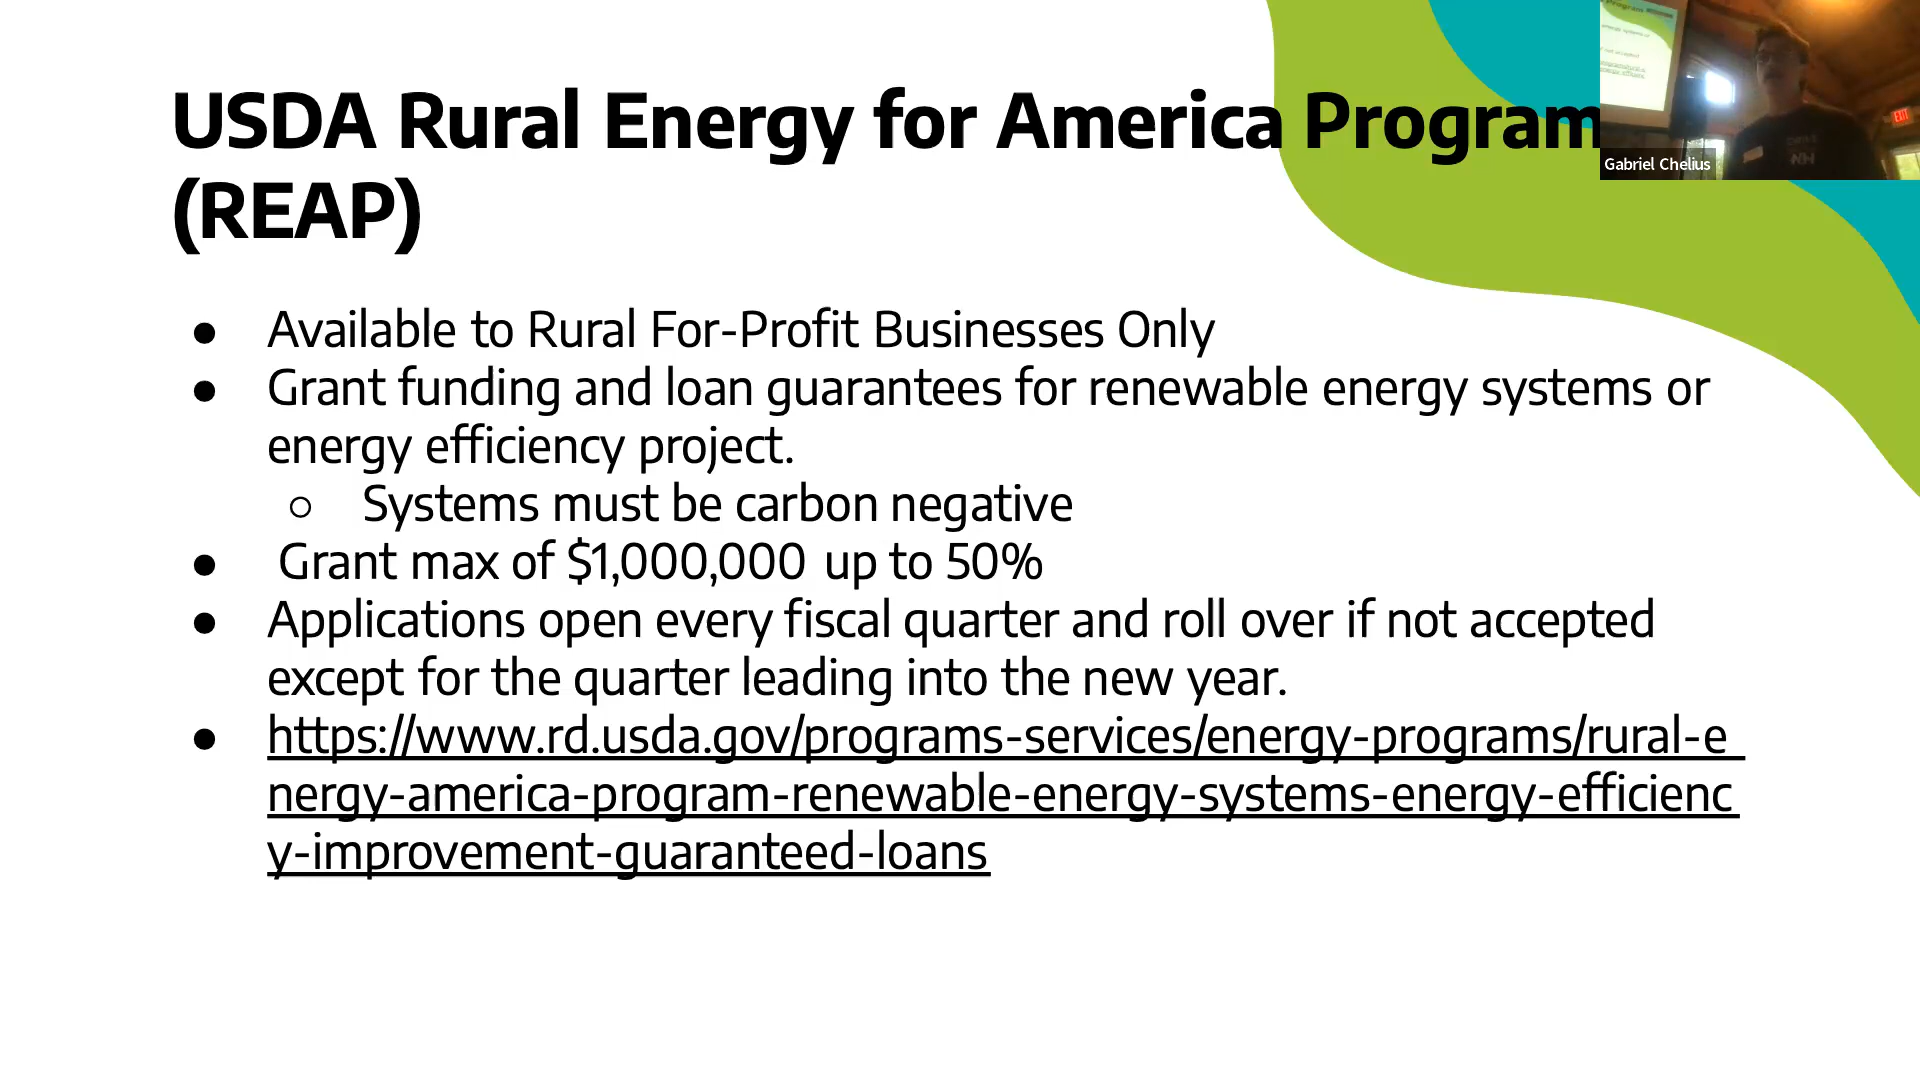 USDA Rural Energy for America Program
(REAP)
Gabriel Chelius
EXIT
● Available to Rural For-Profit Businesses Only
● Grant funding and loan guarantees for renewable energy systems or
energy efficiency project.
○ Systems must be carbon negative
● Grant max of $1,000,000 up to 50%
● Applications open every fiscal quarter and roll over if not accepted
except for the quarter leading into the new year.
● https://www.rd.usda.gov/programs-services/energy-programs/rural-e
nergy-america-program-renewable-energy-systems-energy-efficienc
y-improvement-guaranteed-loans